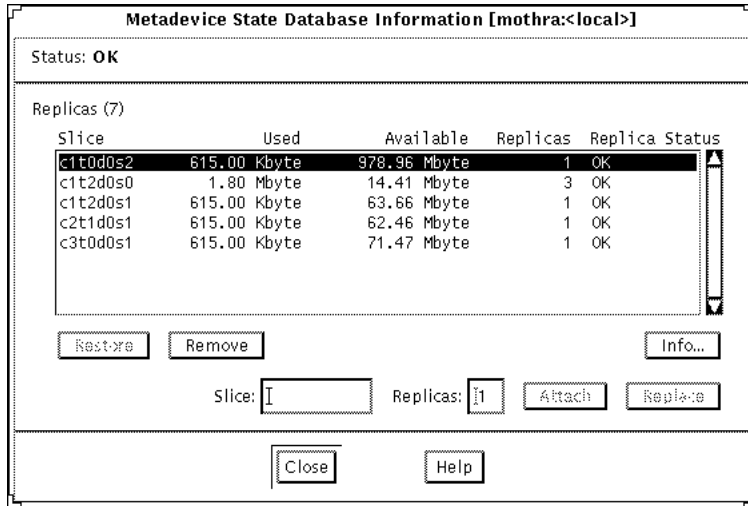 Metadevice State Database Information [mothra:<local>]
Status: OK
Replicas (7)
Slice Used Available Replicas Replica Status
c1t0d0s2 615.00 Kbyte 978.96 Mbyte 1 OK
c1t2d0s0 1.80 Mbyte 14.41 Mbyte 3 OK
c1t2d0s1 615.00 Kbyte 63.66 Mbyte 1 OK
c2t1d0s1 615.00 Kbyte 62.46 Mbyte 1 OK
c3t0d0s1 615.00 Kbyte 71.47 Mbyte 1 OK
Restore Remove Info...
Slice: Replicas: 1 Attach Replace
Close Help